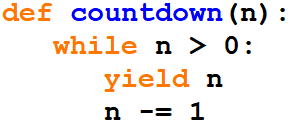 def countdown(n):
   while n > 0:
      yield n
      n -= 1